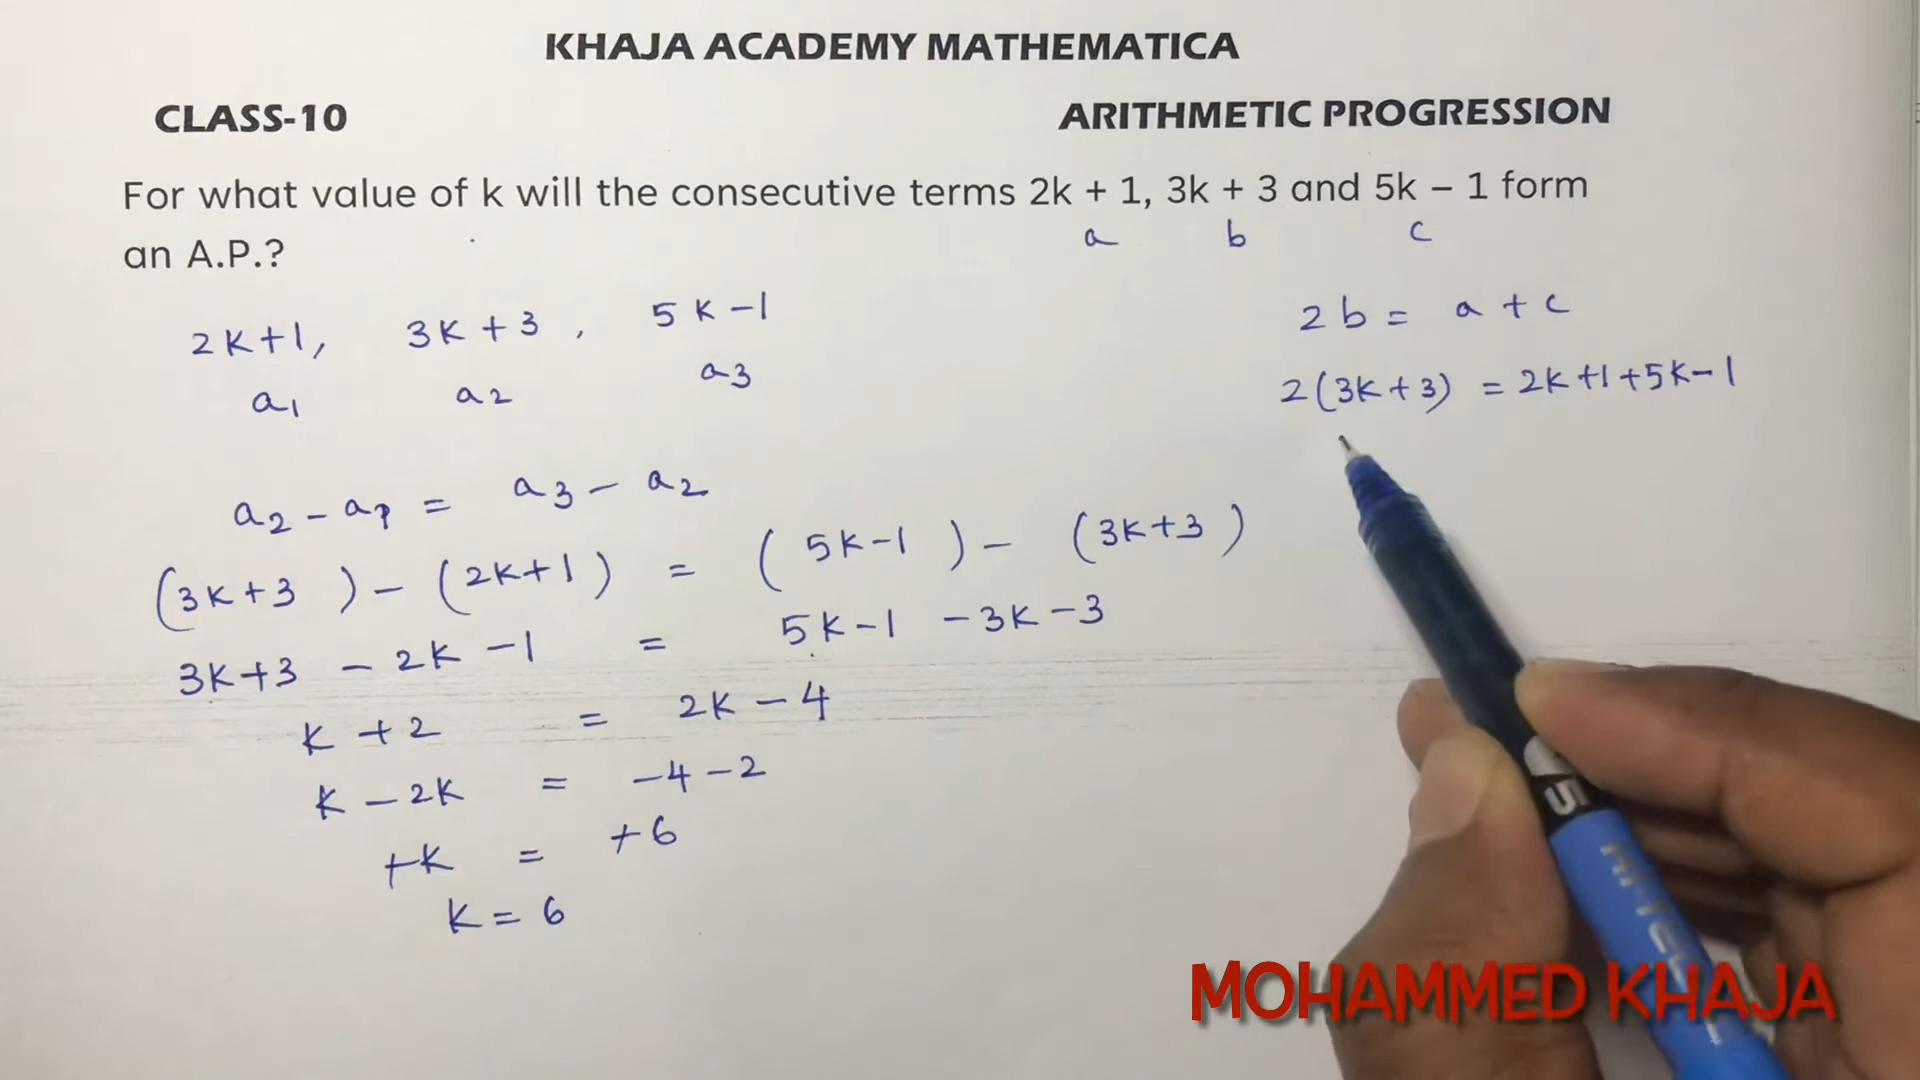 KHAJA ACADEMY MATHEMATICA
CLASS-10
ARITHMETIC PROGRESSION
For what value of k will the consecutive terms 2k + 1, 3k + 3 and 5k – 1 form
an A.P.?
a b c
2k+1, 3k+3, 5k-1
a1 a2 a3
a2 - a1 = a3 - a2
(3k+3) - (2k+1) = (5k-1) - (3k+3)
3k+3 - 2k - 1 = 5k-1 - 3k - 3
k + 2 = 2k - 4
k - 2k = -4 - 2
+k = +6
k = 6
2b = a + c
2(3k+3) = 2k+1+5k-1
5
HI-TEC
MOHAMMED KHAJA